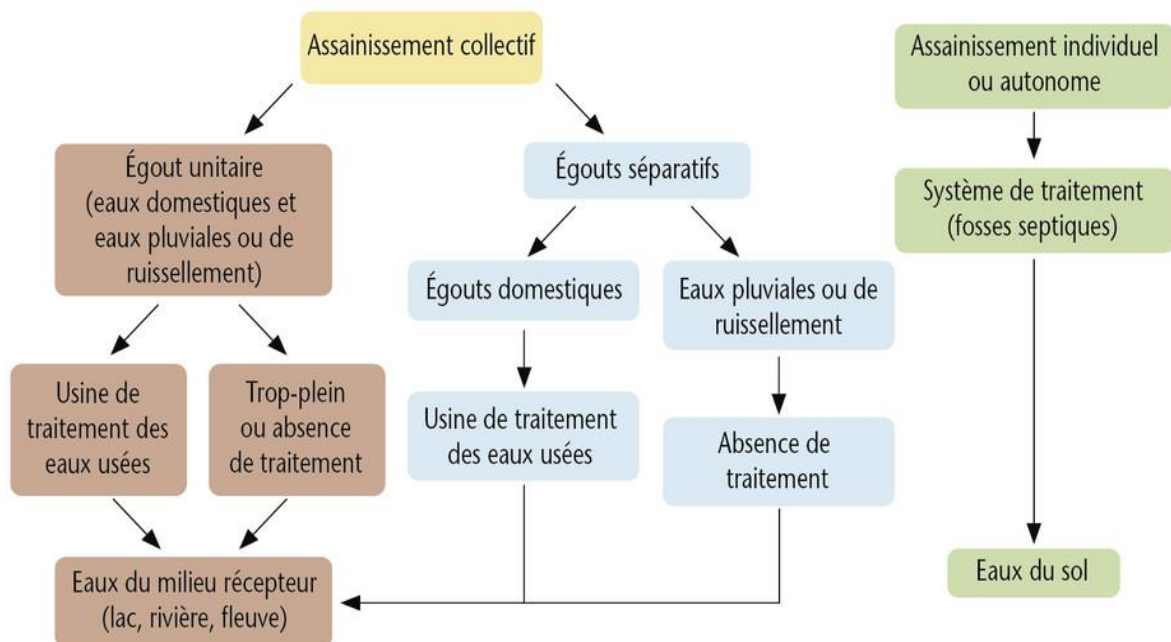 Assainissement collectif
Assainissement individuel
ou autonome
Égout unitaire
(eaux domestiques et
eaux pluviales ou de
ruissellement)
Égouts séparatifs
Système de traitement
(fosses septiques)
Égouts domestiques
Eaux pluviales ou de
ruissellement
Usine de
traitement des
eaux usées
Trop-plein
ou absence
de traitement
Usine de traitement
des eaux usées
Absence de
traitement
Eaux du milieu récepteur
(lac, rivière, fleuve)
Eaux du sol